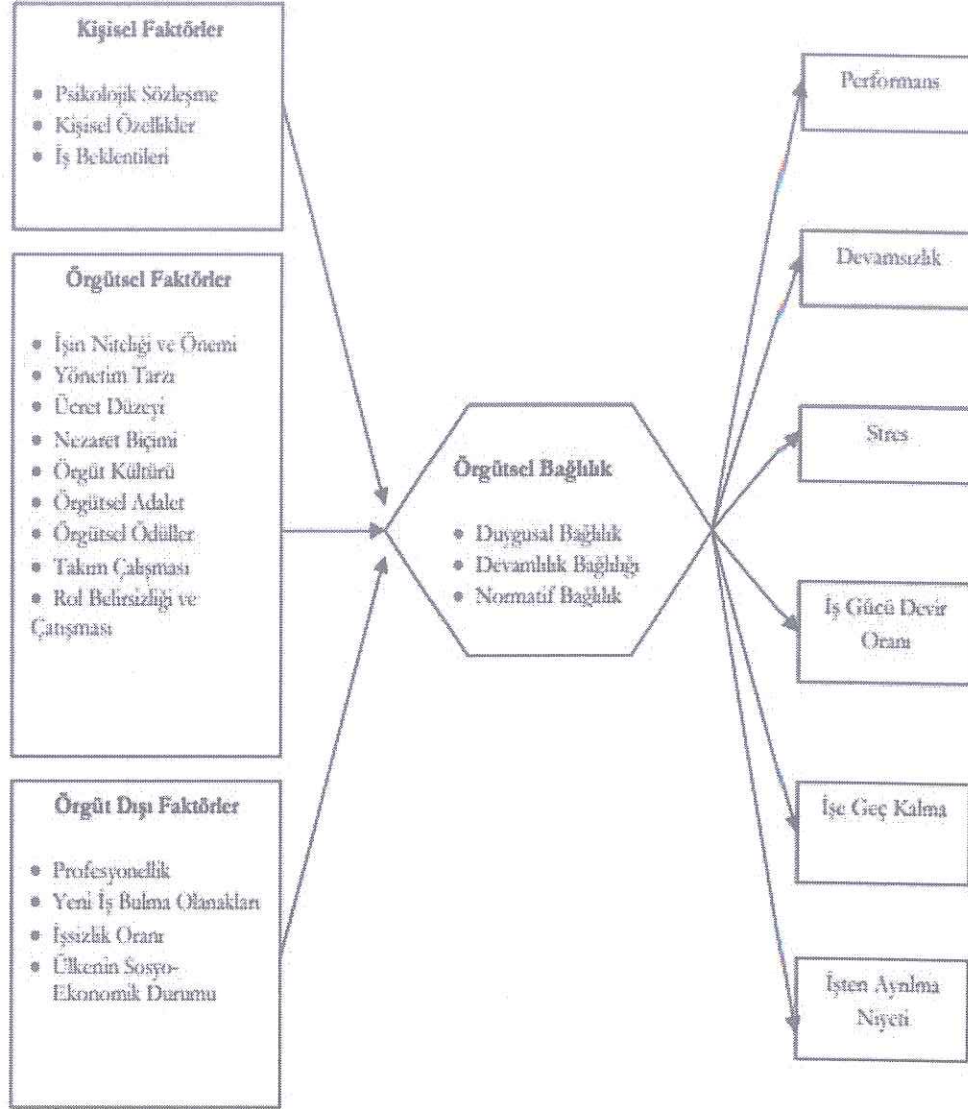 Kişisel Faktörler
• Psikolojik Sözleşme
• Kişisel Özellikler
• İş Beklentileri
Örgütsel Faktörler
• İşin Niteliği ve Önemi
• Yönetim Tarzı
• Ücret Düzeyi
• Nezaret Biçimi
• Örgüt Kültürü
• Örgütsel Adalet
• Örgütsel Ödüller
• Takım Çalışması
• Rol Belirsizliği ve
Çatışması
Örgüt Dışı Faktörler
• Profesyonellik
• Yeni İş Bulma Olanakları
• İşsizlik Oranı
• Ülkenin Sosyo-
Ekonomik Durumu
Örgütsel Bağlılık
• Duygusal Bağlılık
• Devamlılık Bağlılığı
• Normatif Bağlılık
Performans
Devamsızlık
Stres
İş Gücü Devir
Oranı
İşe Geç Kalma
İşten Ayrılma
Niyeti